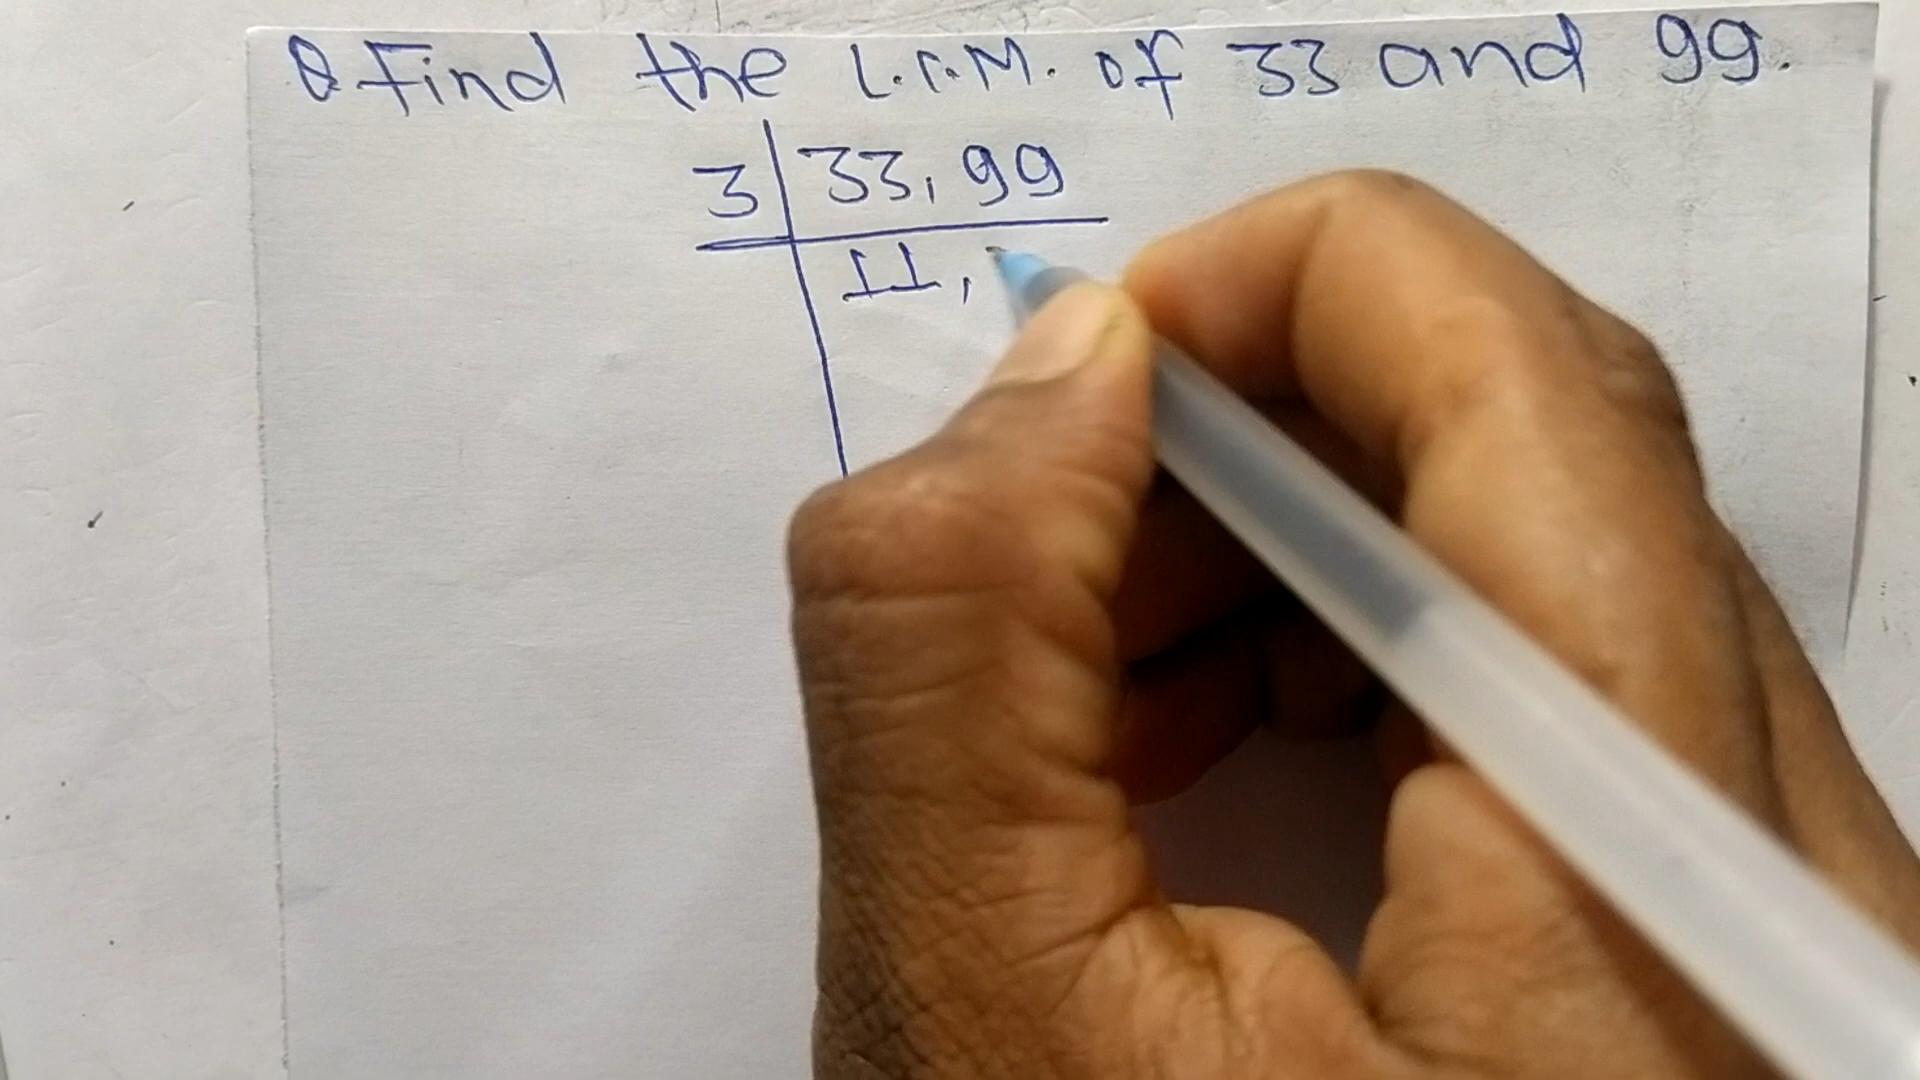 Q Find the L.C.M. of 33 and 99.
3 33, 99
11,